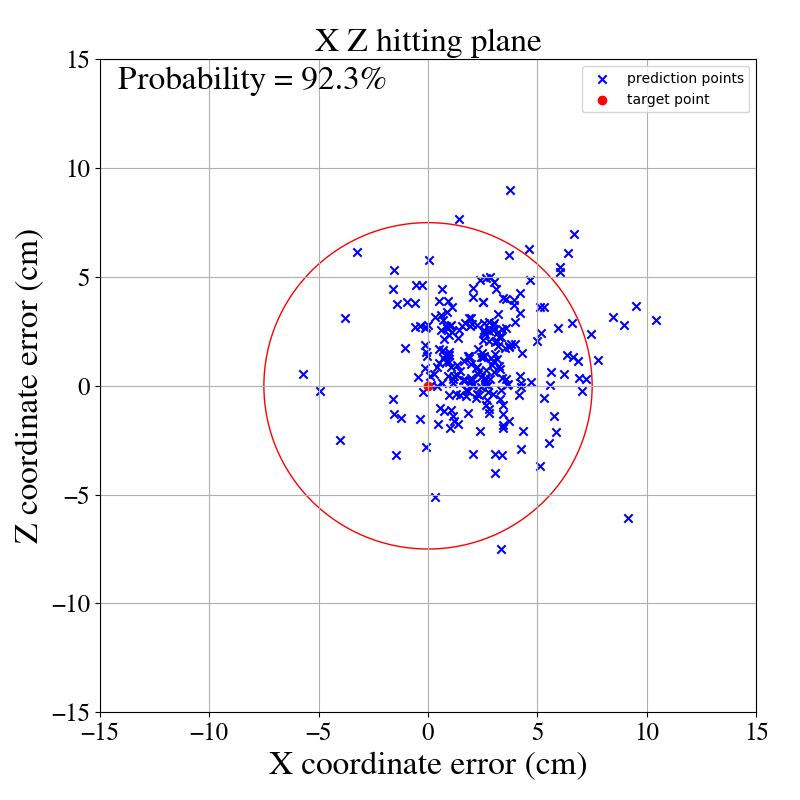 X Z hitting plane
Probability = 92.3%
prediction points
target point
15
10
5
0
−5
−10
−15
Z coordinate error (cm)
−15 −10 −5 0 5 10 15
X coordinate error (cm)